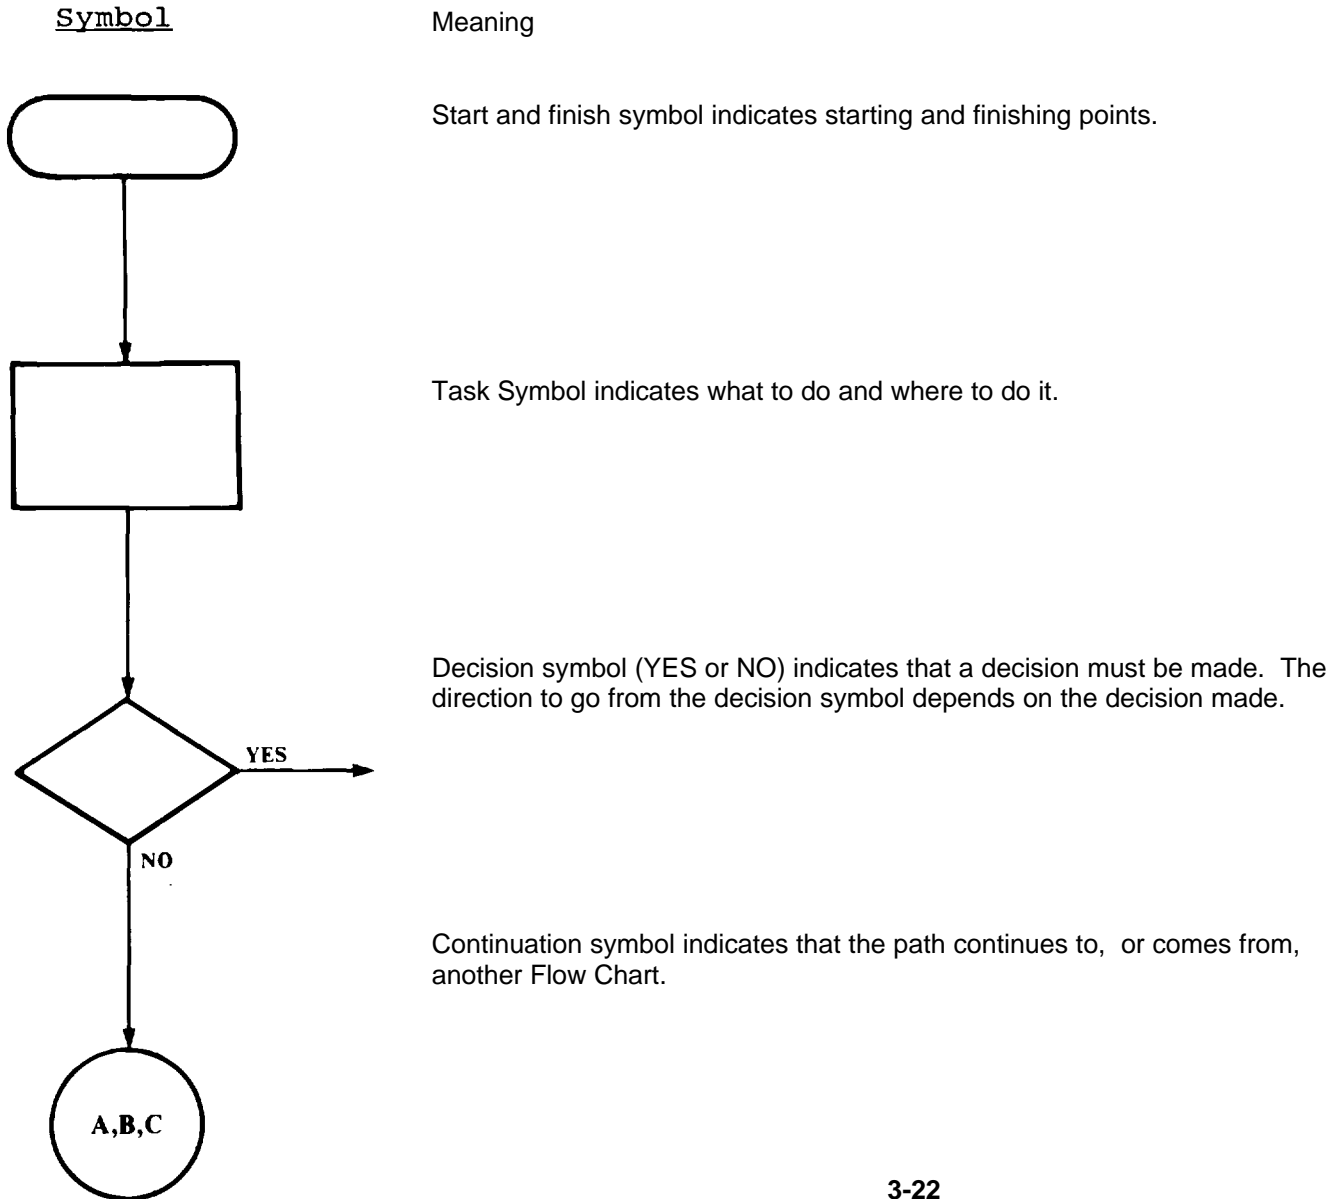 Symbol
Meaning
Start and finish symbol indicates starting and finishing points.
Task Symbol indicates what to do and where to do it.
Decision symbol (YES or NO) indicates that a decision must be made. The
direction to go from the decision symbol depends on the decision made.
YES
NO
Continuation symbol indicates that the path continues to, or comes from,
another Flow Chart.
A,B,C
3-22